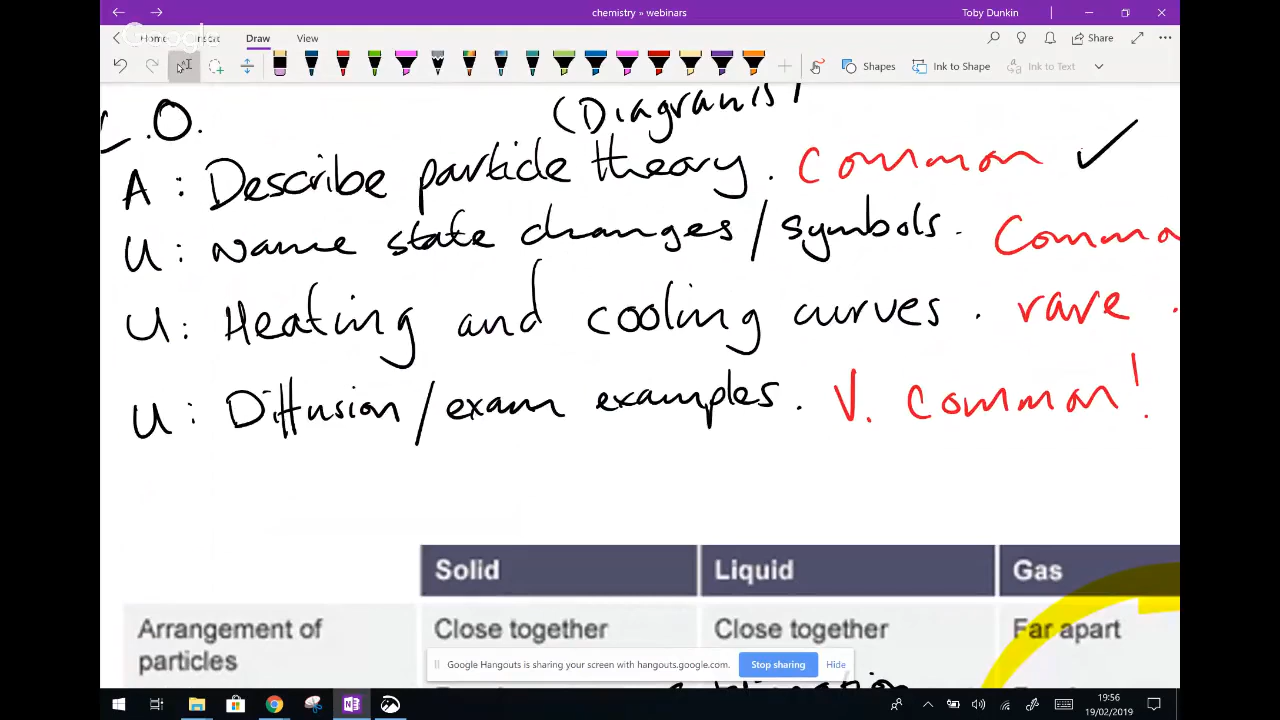 chemistry » webinars
Toby Dunkin
Google
Home Insert Draw View
Share
Shapes Ink to Shape Ink to Text
L.O. (Diagrams)
A : Describe particle theory. Common ✓
U : Name state changes/symbols. Commo
U : Heating and cooling curves. rare.
U : Diffusion/exam examples. V. Common!
Solid Liquid Gas
Arrangement of particles Close together Close together Far apart
Google Hangouts is sharing your screen with hangouts.google.com. Stop sharing Hide
19:56
19/02/2019